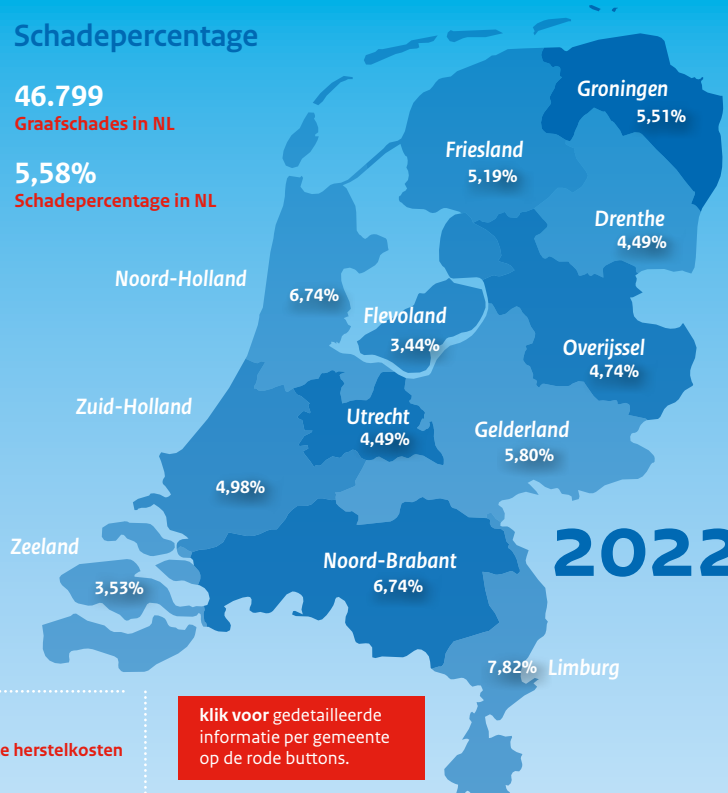 Schadepercentage
46.799
Graafschades in NL
5,58%
Schadepercentage in NL
Groningen
5,51%
Friesland
5,19%
Drenthe
4,49%
Noord-Holland
6,74%
Flevoland
3,44%
Overijssel
4,74%
Zuid-Holland
4,98%
Utrecht
4,49%
Gelderland
5,80%
Zeeland
3,53%
Noord-Brabant
6,74%
2022
7,82% Limburg
e herstelkosten
klik voor gedetailleerde
informatie per gemeente
op de rode buttons.